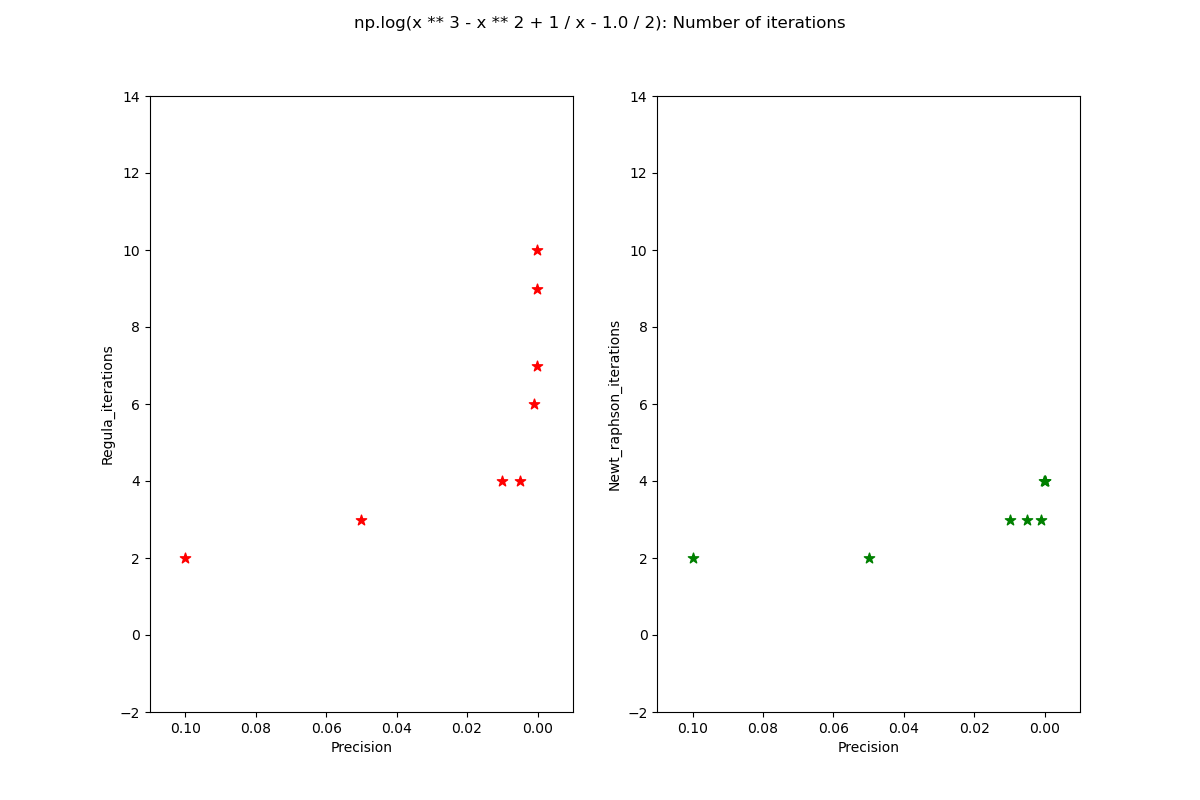 np.log(x ** 3 - x ** 2 + 1 / x - 1.0 / 2): Number of iterations
14
12
10
8
6
4
2
0
−2
Regula_iterations
0.10 0.08 0.06 0.04 0.02 0.00
Precision
14
12
10
8
6
4
2
0
−2
Newt_raphson_iterations
0.10 0.08 0.06 0.04 0.02 0.00
Precision